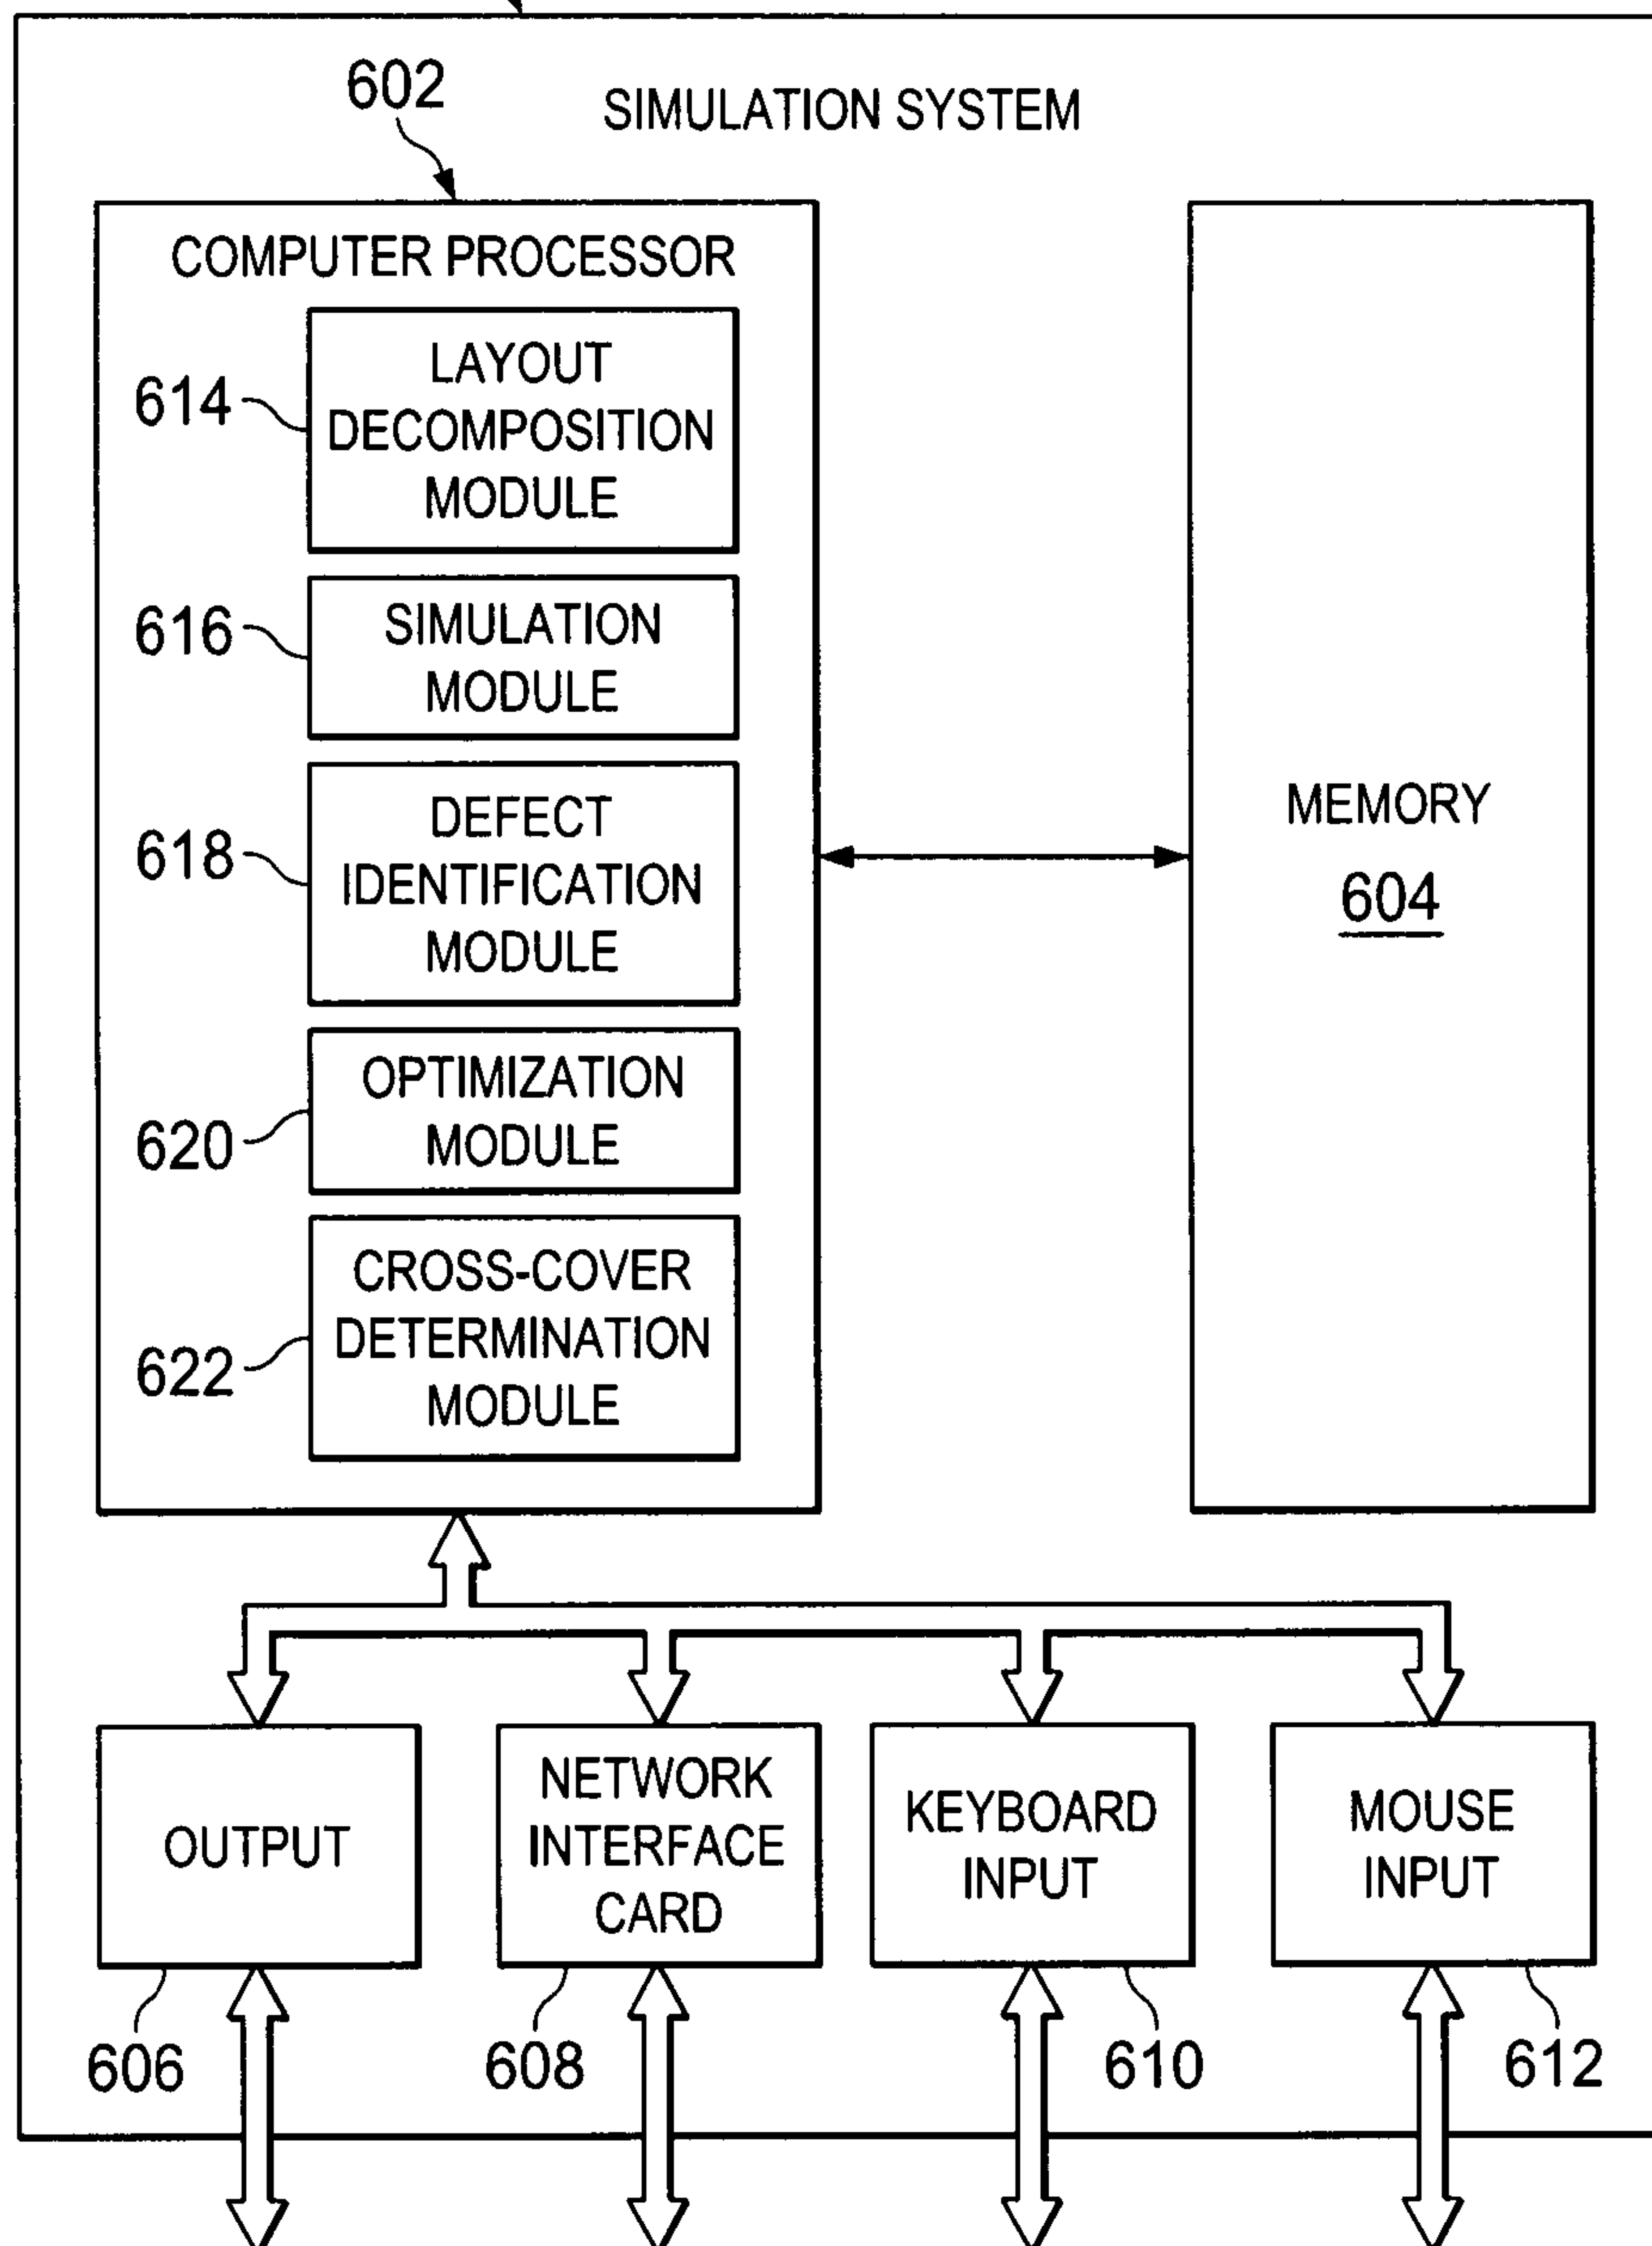 602
SIMULATION SYSTEM
COMPUTER PROCESSOR
614
LAYOUT
DECOMPOSITION
MODULE
616
SIMULATION
MODULE
618
DEFECT
IDENTIFICATION
MODULE
620
OPTIMIZATION
MODULE
622
CROSS-COVER
DETERMINATION
MODULE
MEMORY
604
OUTPUT
NETWORK
INTERFACE
CARD
KEYBOARD
INPUT
MOUSE
INPUT
606
608
610
612